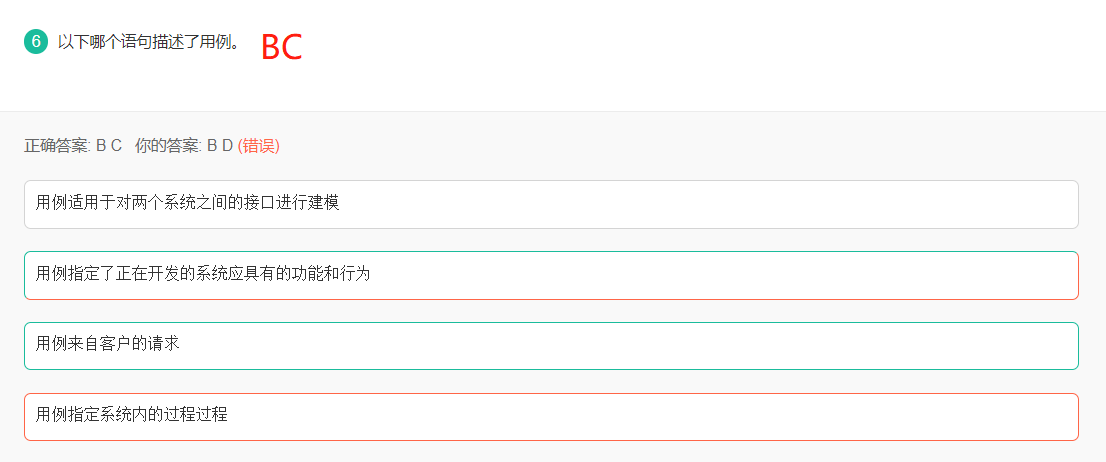 6 以下哪个语句描述了用例。 BC
正确答案: B C 你的答案: B D (错误)
用例适用于对两个系统之间的接口进行建模
用例指定了正在开发的系统应具有的功能和行为
用例来自客户的请求
用例指定系统内的过程过程